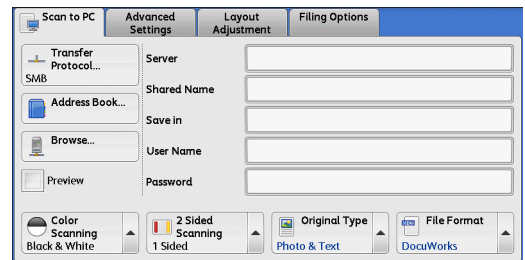 Scan to PC
Advanced
Settings
Layout
Adjustment
Filing Options
Transfer
Protocol...
SMB
Address Book...
Browse...
Preview
Server
Shared Name
Save in
User Name
Password
Color
Scanning
Black & White
2 Sided
Scanning
1 Sided
Original Type
Photo & Text
File Format
DocuWorks